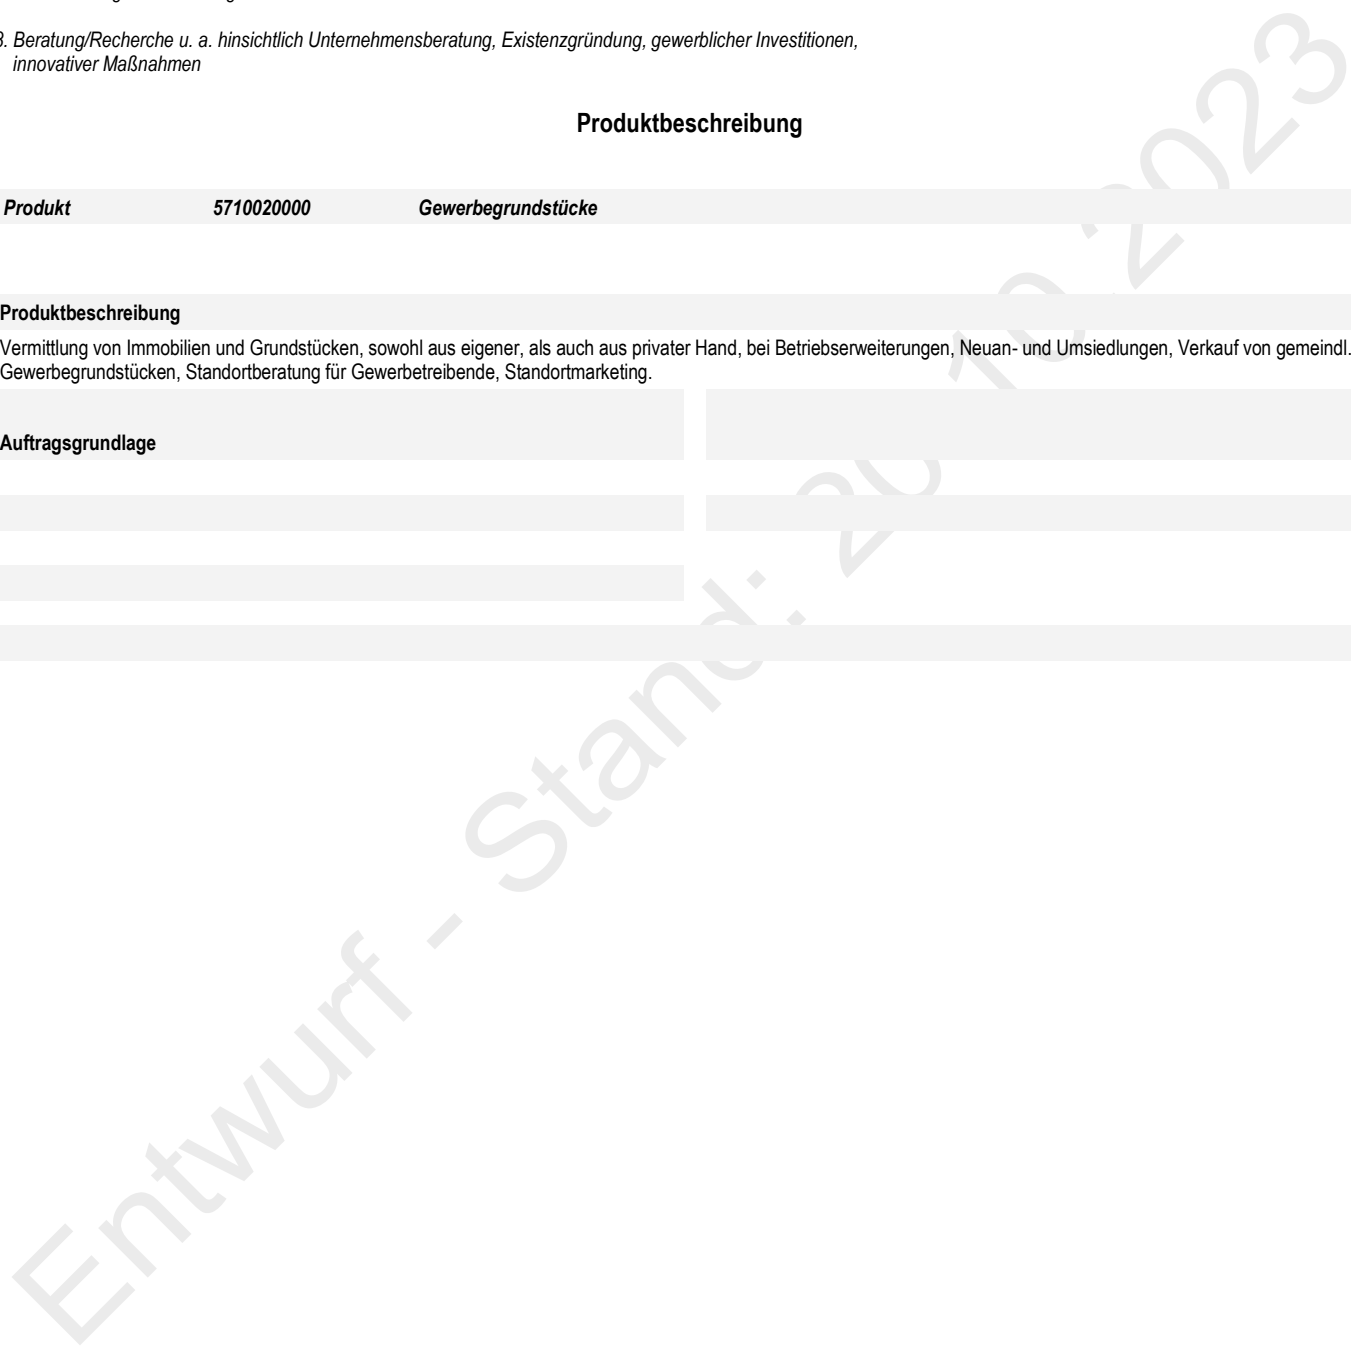 3. Beratung/Recherche u. a. hinsichtlich Unternehmensberatung, Existenzgründung, gewerblicher Investitionen,
innovativer Maßnahmen
Produktbeschreibung
Produkt 5710020000 Gewerbegrundstücke
Produktbeschreibung
Vermittlung von Immobilien und Grundstücken, sowohl aus eigener, als auch aus privater Hand, bei Betriebserweiterungen, Neuan- und Umsiedlungen, Verkauf von gemeindl.
Gewerbegrundstücken, Standortberatung für Gewerbetreibende, Standortmarketing.
Auftragsgrundlage
Entwurf - Stand: 20.10.2023